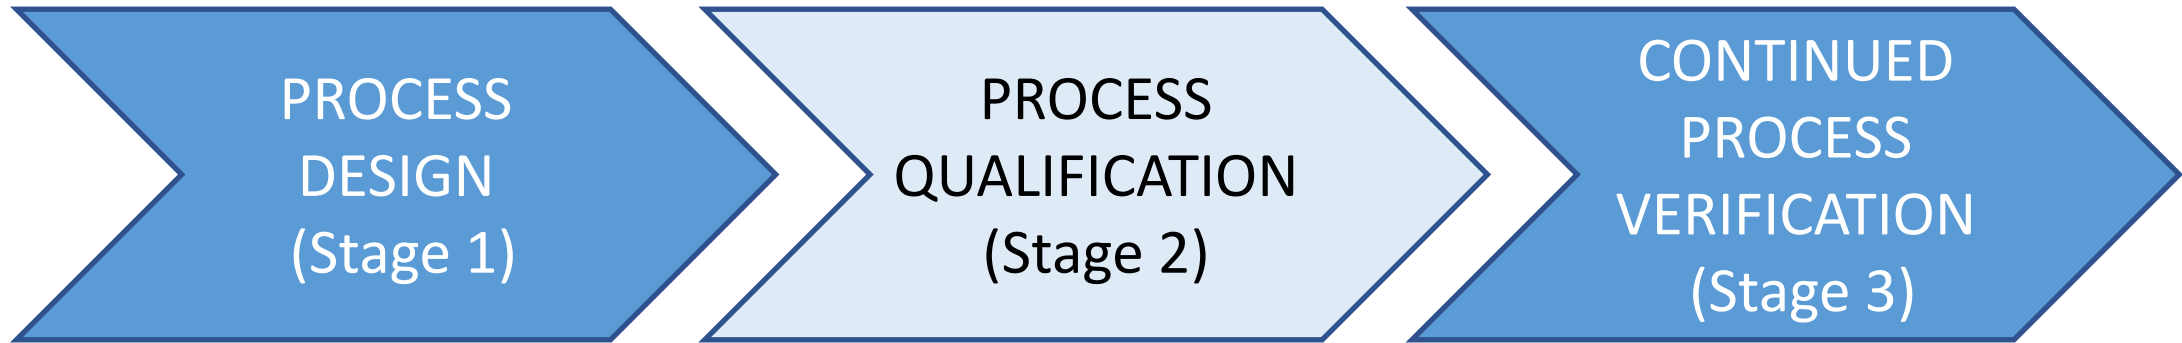 PROCESS
DESIGN
(Stage 1)
PROCESS
QUALIFICATION
(Stage 2)
CONTINUED
PROCESS
VERIFICATION
(Stage 3)